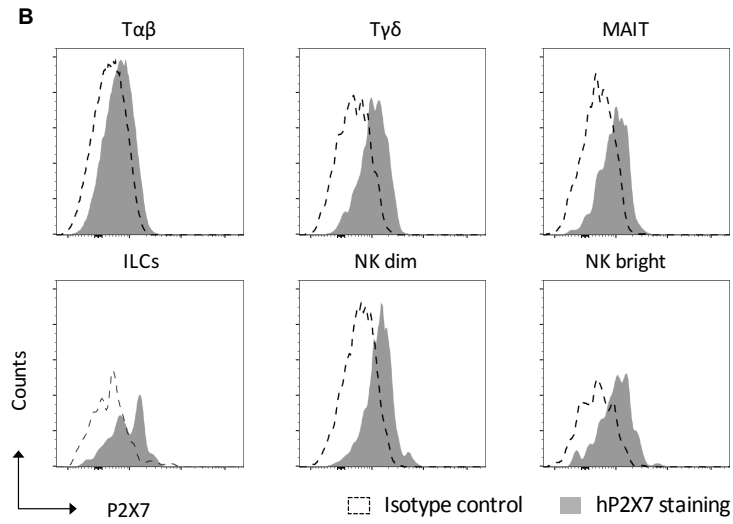 B
Tαβ Tγδ MAIT
ILCs NK dim NK bright
Counts
P2X7
Isotype control hP2X7 staining